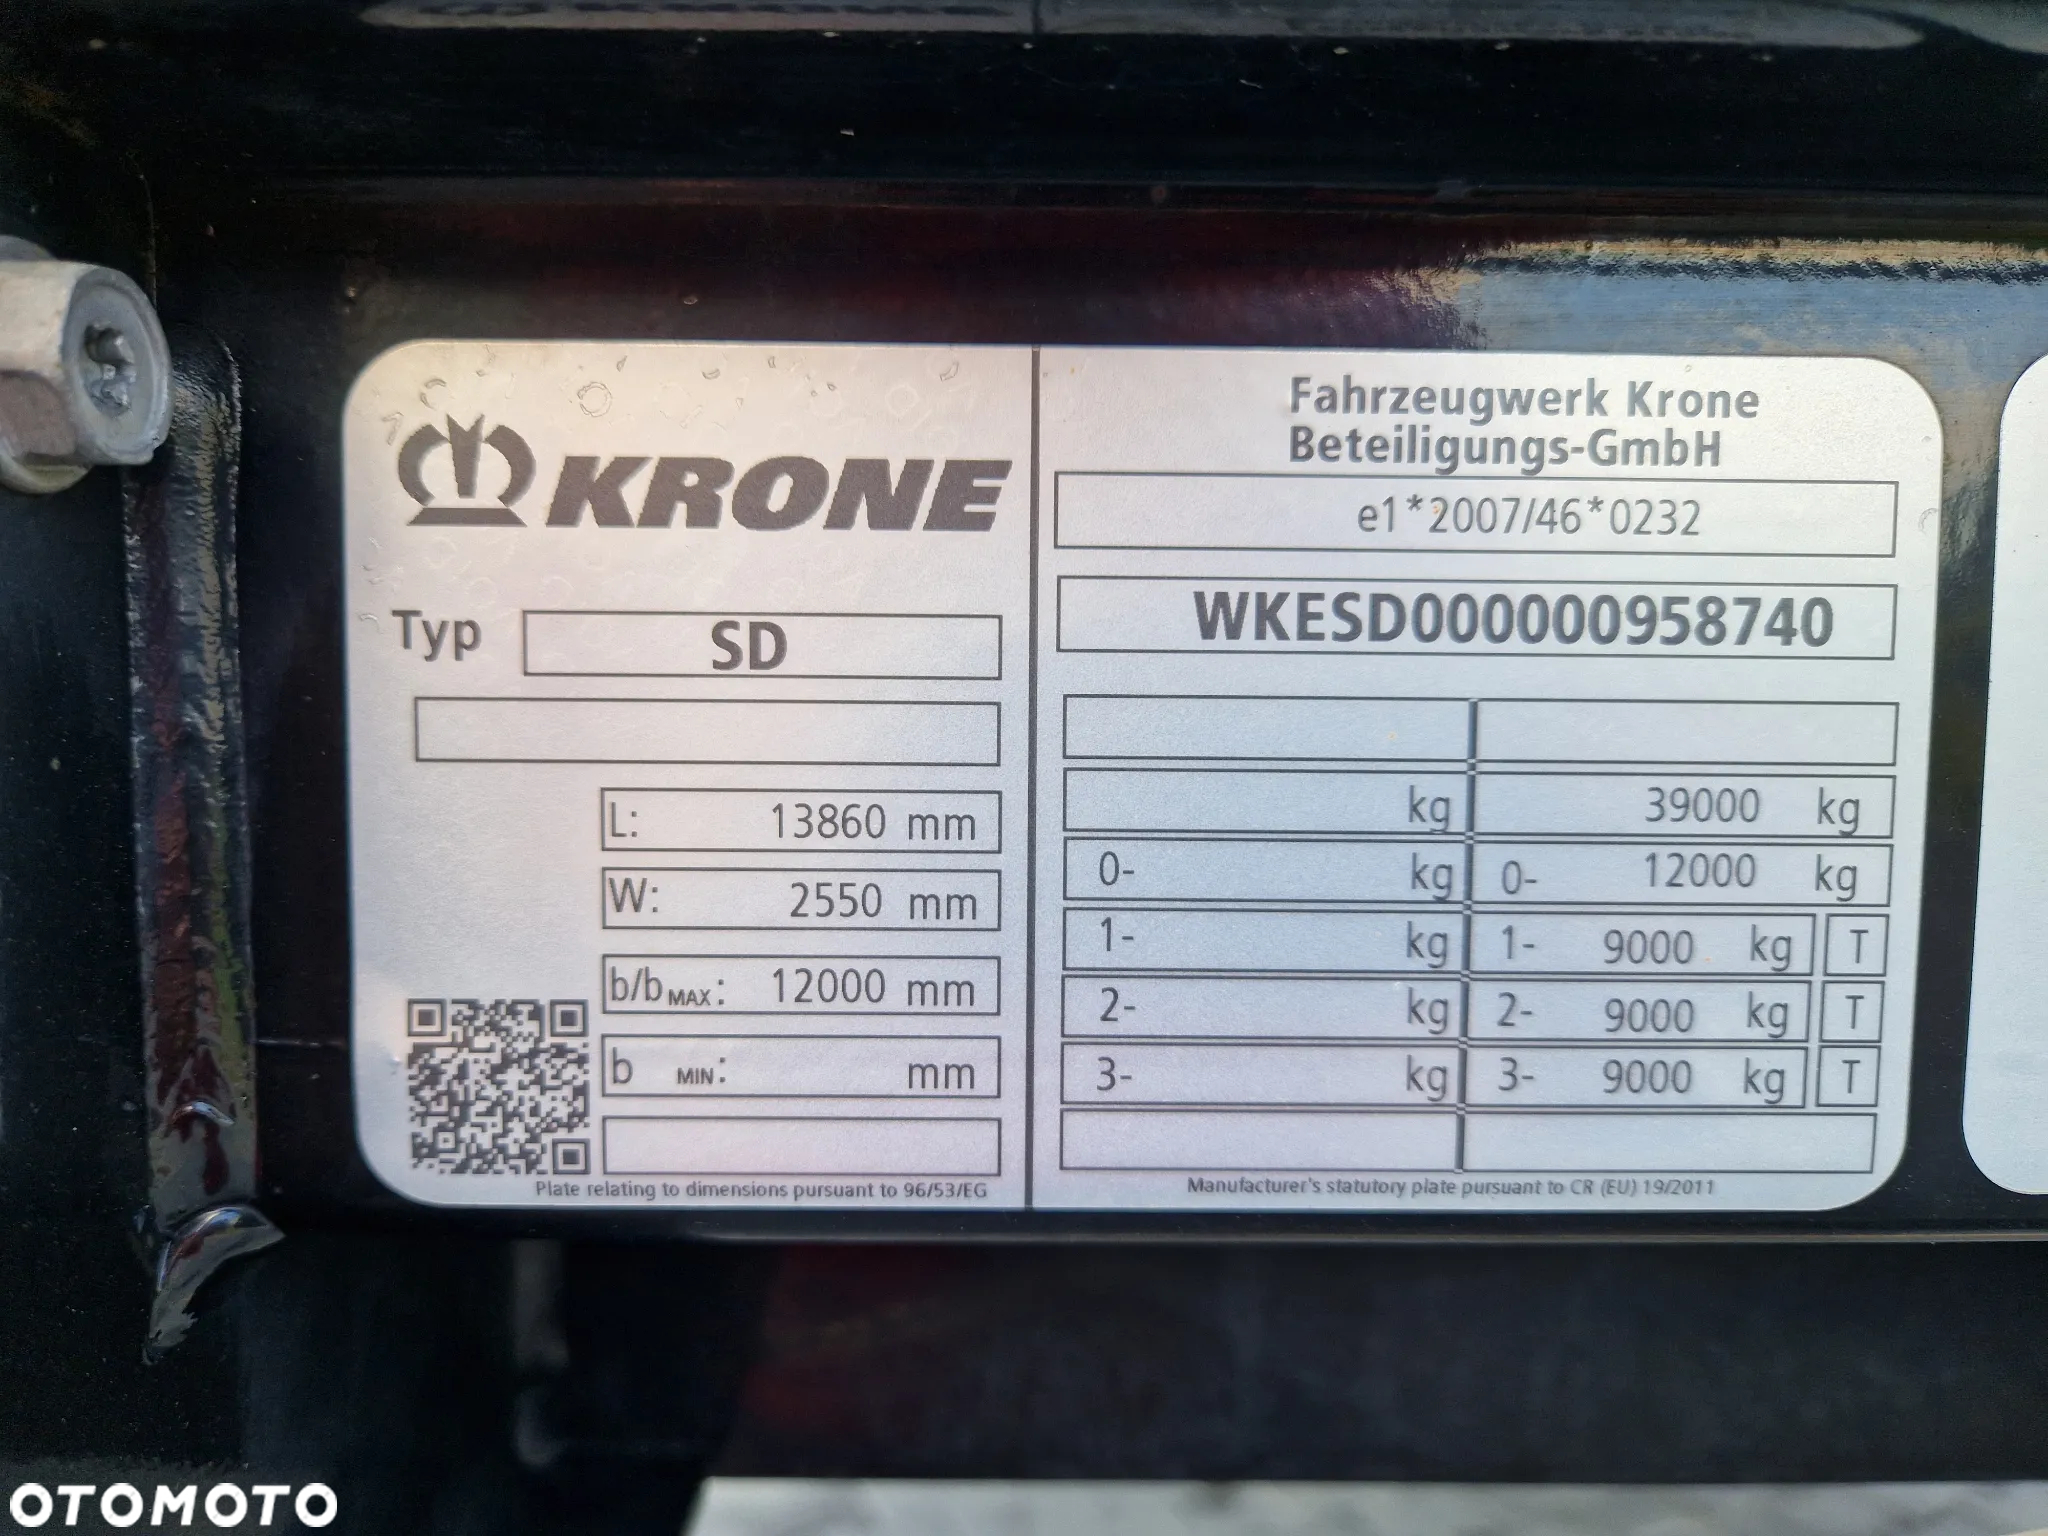 KRONE
Typ SD
L: 13860 mm
W: 2550 mm
b/b MAX: 12000 mm
b MIN: mm
Plate relating to dimensions pursuant to 96/53/EG
Fahrzeugwerk Krone
Beteiligungs-GmbH
e1*2007/46*0232
WKESD000000958740
kg 39000 kg
0- kg 0- 12000 kg
1- kg 1- 9000 kg T
2- kg 2- 9000 kg T
3- kg 3- 9000 kg T
Manufacturer's statutory plate pursuant to CR (EU) 19/2011
OTOMOTO